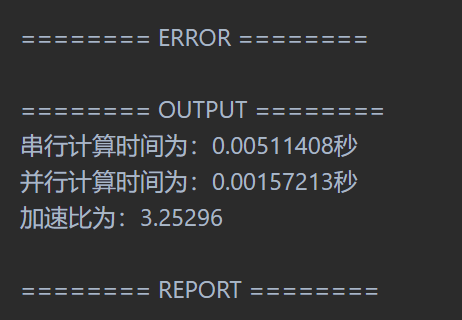 ======== ERROR ========
======== OUTPUT ========
串行计算时间为：0.00511408秒
并行计算时间为：0.00157213秒
加速比为：3.25296
======== REPORT ========